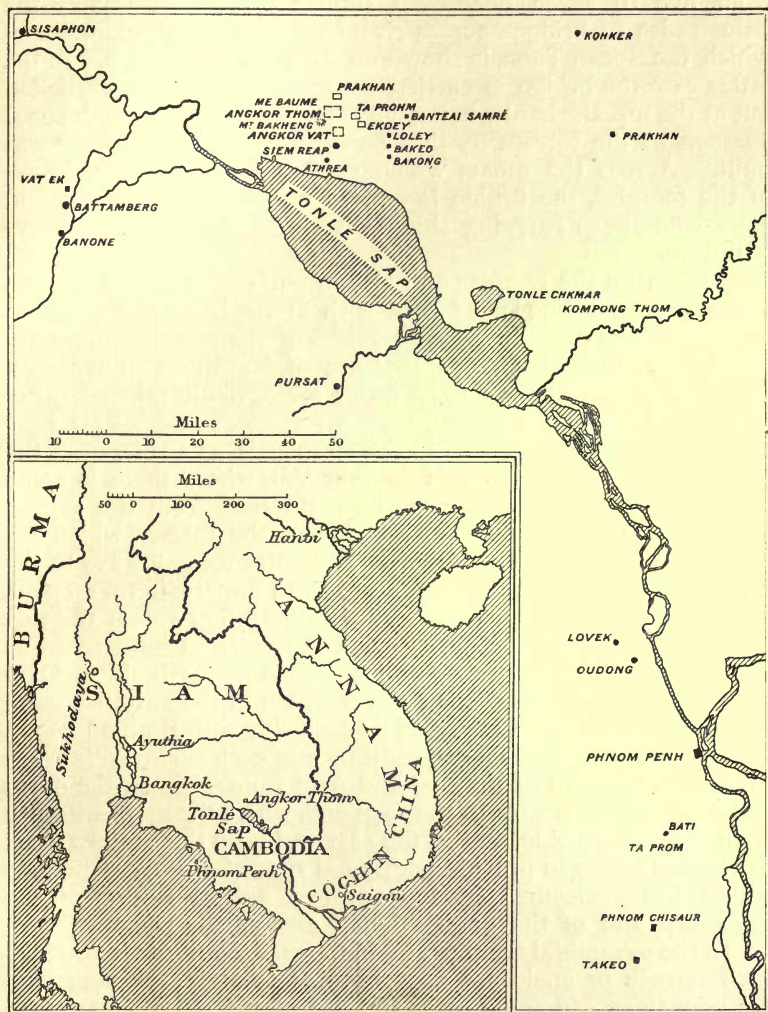 SISAPHON
KOHKER
PRAKHAN
ME BAUME
ANGKOR THOM
TA PROHM
BANTEAI SAMRÉ
MT BAKHENG
EKDEY
ANGKOR VAT
LOLEY
PRAKHAN
SIEM REAP
BAKEO
ATHREA
BAKONG
VAT EK
BATTAMBERG
BANONE
TONLÉ SAP
TONLE CHKMAR
KOMPONG THOM
PURSAT
Miles
10 0 10 20 30 40 50
LOVEK
OUDONG
PHNOM PENH
BATI
TA PROM
PHNOM CHISAUR
TAKEO
Miles
50 0 100 200 300
BURMA
Hanoi
ANNAM
SIAM
Sukhodaya
Ayuthia
Bangkok
Angkor Thom
Tonlé
Sap
CAMBODIA
Phnom Penh
COCHIN CHINA
Saigon